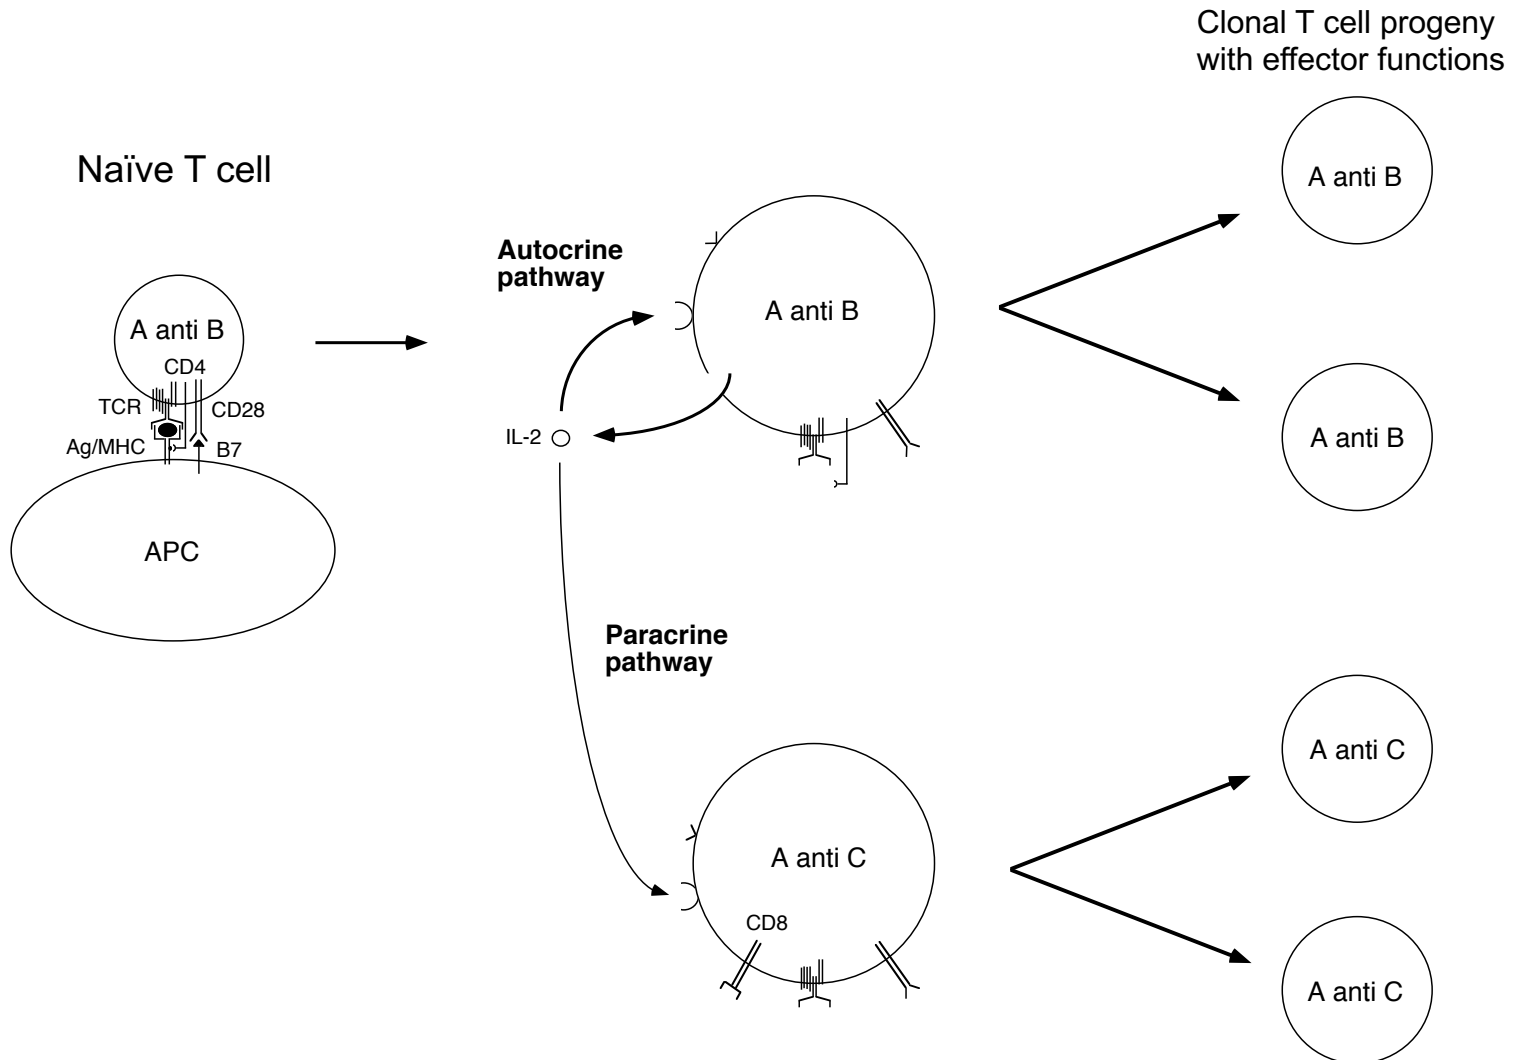 Clonal T cell progeny
with effector functions
Naïve T cell
A anti B
CD4
TCR
CD28
Ag/MHC
B7
APC
Autocrine
pathway
A anti B
IL-2
Paracrine
pathway
A anti C
CD8
A anti B
A anti B
A anti C
A anti C